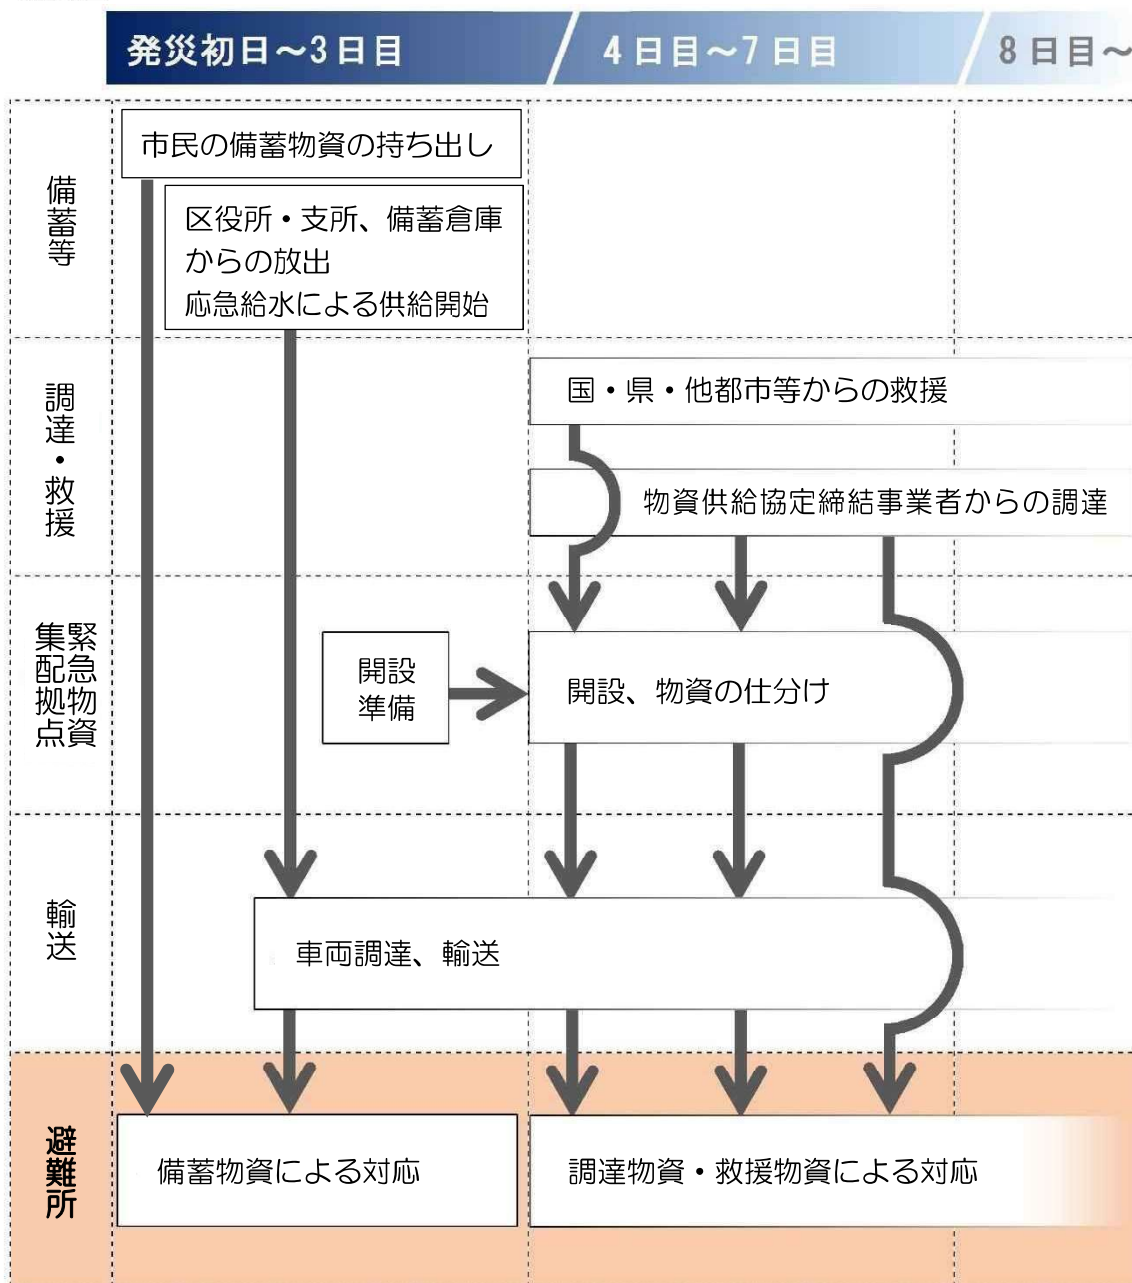 発災初日～3日目
4日目～7日目
8日目～
備蓄等
市民の備蓄物資の持ち出し
区役所・支所、備蓄倉庫
からの放出
応急給水による供給開始
調達・救援
国・県・他都市等からの救援
物資供給協定締結事業者からの調達
緊急物資
集配拠点
開設
準備
開設、物資の仕分け
輸送
車両調達、輸送
避難所
備蓄物資による対応
調達物資・救援物資による対応